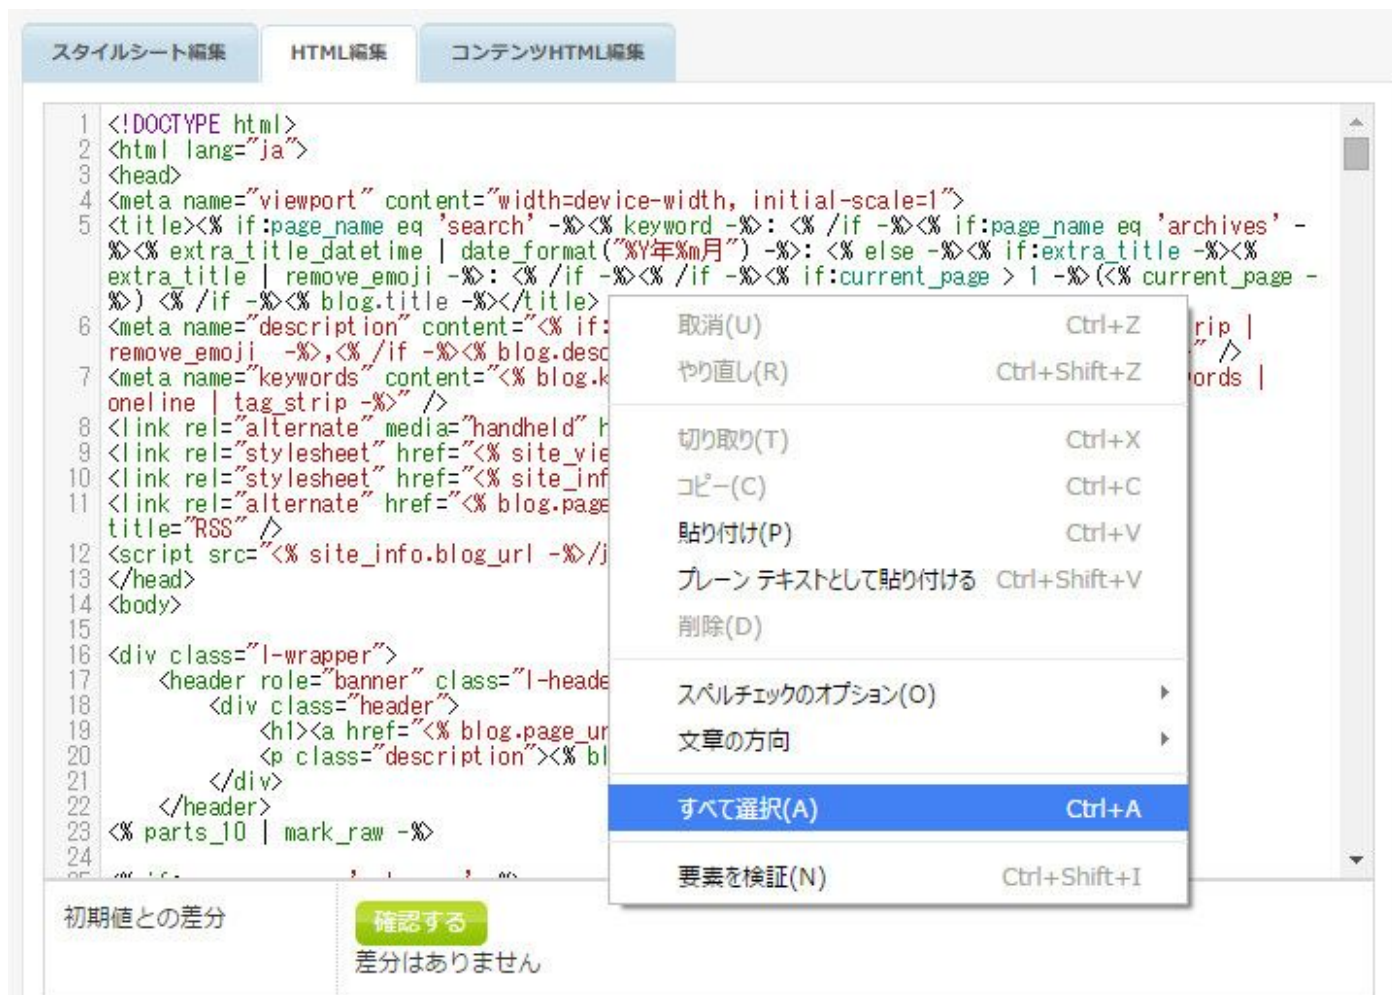 スタイルシート編集 HTML編集 コンテンツHTML編集
1 <!DOCTYPE html>
2 <html lang="ja">
3 <head>
4 <meta name="viewport" content="width=device-width, initial-scale=1">
5 <title><% if:page_name eq 'search' -%><% keyword -%>: <% /if -%><% if:page_name eq 'archives' -
%><% extra_title_datetime | date_format("%Y年%m月") -%>: <% else -%><% if:extra_title -%><%
extra_title | remove_emoji -%>: <% /if -%><% /if -%><% if:current_page > 1 -%>(<% current_page -
%>) <% /if -%><% blog.title -%></title>
6 <meta name="description" content="<% if: rip |
remove_emoji -%>,<% /if -%><% blog.desc " />
7 <meta name="keywords" content="<% blog.k ords |
oneline | tag_strip -%>" />
8 <link rel="alternate" media="handheld" h
9 <link rel="stylesheet" href="<% site_vie
10 <link rel="stylesheet" href="<% site_inf
11 <link rel="alternate" href="<% blog.page
title="RSS" />
12 <script src="<% site_info.blog_url -%>/j
13 </head>
14 <body>
15
16 <div class="l-wrapper">
17 <header role="banner" class="l-heade
18 <div class="header">
19 <h1><a href="<% blog.page_ur
20 <p class="description"><% bl
21 </div>
22 </header>
23 <% parts_10 | mark_raw -%>
24
取消(U) Ctrl+Z
やり直し(R) Ctrl+Shift+Z
切り取り(T) Ctrl+X
コピー(C) Ctrl+C
貼り付け(P) Ctrl+V
プレーン テキストとして貼り付ける Ctrl+Shift+V
削除(D)
スペルチェックのオプション(O)
文章の方向
すべて選択(A) Ctrl+A
要素を検証(N) Ctrl+Shift+I
初期値との差分 確認する
差分はありません